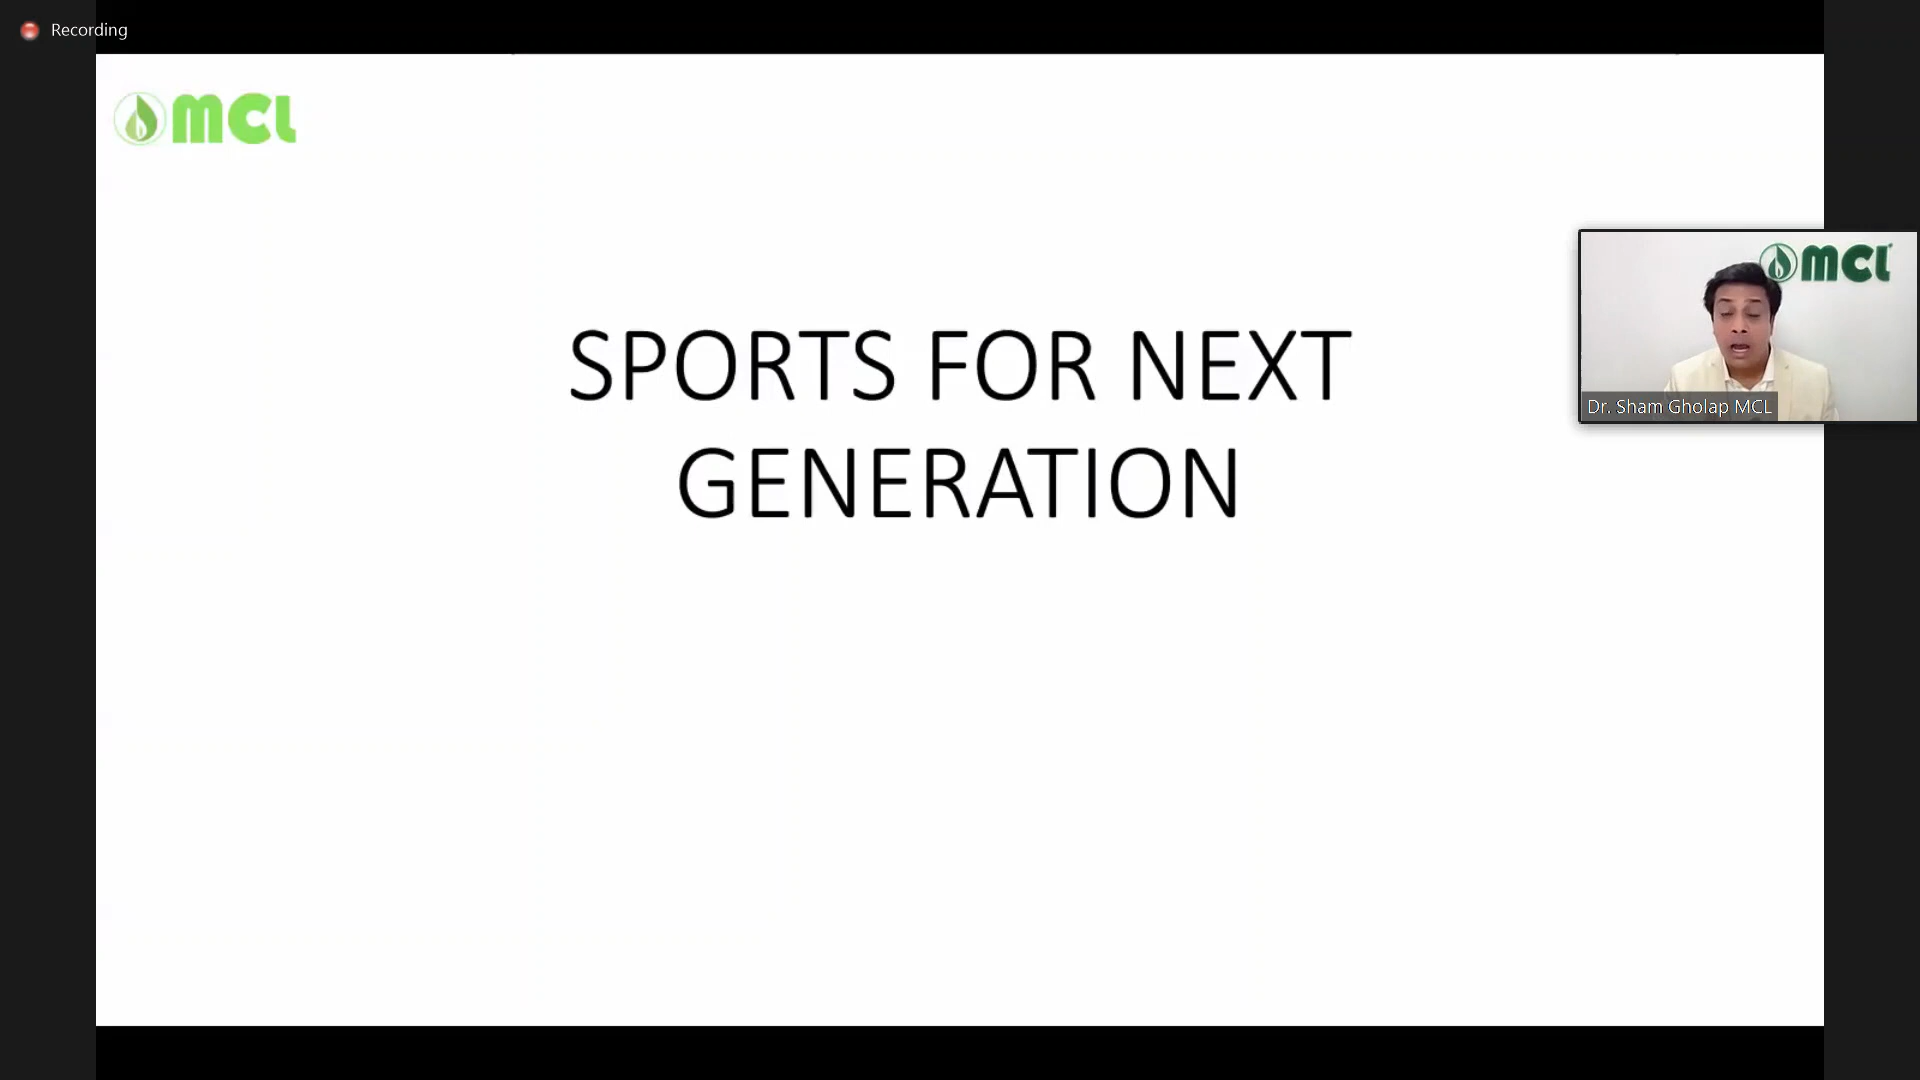 Recording
MCL
SPORTS FOR NEXT
GENERATION
MCL
Dr. Sham Gholap MCL